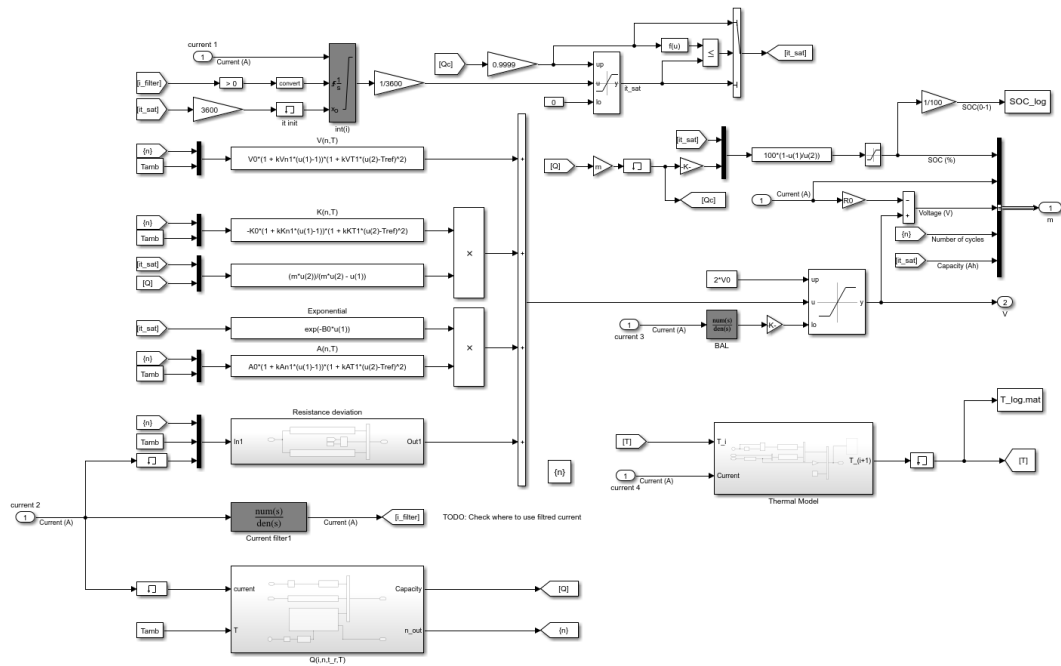 current 1
1
Current (A)
[i_filter]
> 0
convert
[it_sat]
3600
it init
1
s
x0
int(i)
1/3600
[Qc]
0.9999
0
up
u
lo
y
it_sat
f(u)
≤
[it_sat]
V(n,T)
{n}
Tamb
V0*(1 + kVn1*(u(1)-1))*(1 + kVT1*(u(2)-Tref)^2)
+
[Q]
m
-K-
[Qc]
[it_sat]
100*(1-u(1)/u(2))
1/100
SOC(0-1)
SOC_log
SOC (%)
1
Current (A)
R0
−
+
Voltage (V)
{n}
Number of cycles
[it_sat]
Capacity (Ah)
1
m
K(n,T)
{n}
Tamb
-K0*(1 + kKn1*(u(1)-1))*(1 + kKT1*(u(2)-Tref)^2)
×
+
[it_sat]
[Q]
(m*u(2))/(m*u(2) - u(1))
2*V0
up
u
lo
y
2
V
current 3
1
Current (A)
num(s)
den(s)
BAL
K-
Exponential
[it_sat]
exp(-B0*u(1))
×
+
A(n,T)
{n}
Tamb
A0*(1 + kAn1*(u(1)-1))*(1 + kAT1*(u(2)-Tref)^2)
Resistance deviation
{n}
Tamb
In1
Out1
+
{n}
[T]
1
current 4
Current (A)
T_i
Current
T_(i+1)
Thermal Model
T_log.mat
[T]
current 2
1
Current (A)
num(s)
den(s)
Current filter1
Current (A)
[i_filter]
TODO: Check where to use filtred current
current
T
Tamb
Capacity
n_out
[Q]
{n}
Q(i,n,t_r,T)